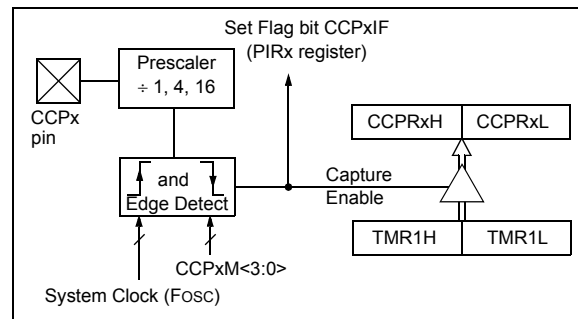 Set Flag bit CCPxIF
(PIRx register)
Prescaler
÷ 1, 4, 16
CCPx
pin
CCPRxH
CCPRxL
and
Edge Detect
Capture
Enable
TMR1H
TMR1L
CCPxM<3:0>
System Clock (FOSC)